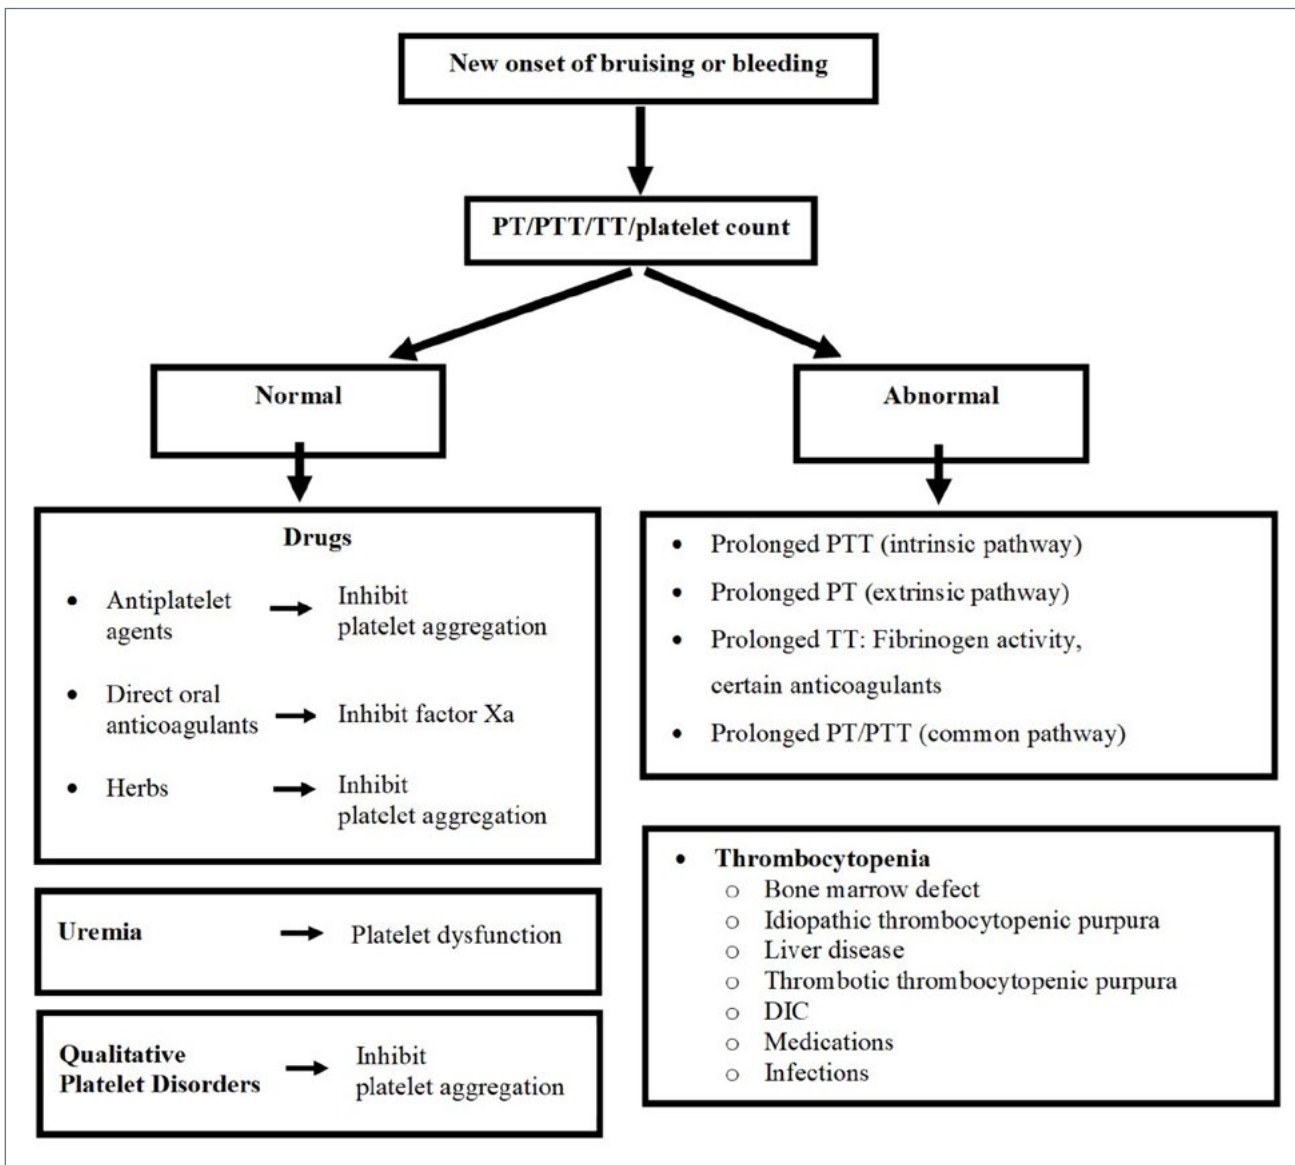 New onset of bruising or bleeding
PT/PTT/TT/platelet count
Normal
Abnormal
Drugs
• Antiplatelet
agents
Inhibit
platelet aggregation
• Direct oral
anticoagulants
Inhibit factor Xa
• Herbs
Inhibit
platelet aggregation
Uremia
Platelet dysfunction
Qualitative
Platelet Disorders
Inhibit
platelet aggregation
• Prolonged PTT (intrinsic pathway)
• Prolonged PT (extrinsic pathway)
• Prolonged TT: Fibrinogen activity,
certain anticoagulants
• Prolonged PT/PTT (common pathway)
• Thrombocytopenia
o Bone marrow defect
o Idiopathic thrombocytopenic purpura
o Liver disease
o Thrombotic thrombocytopenic purpura
o DIC
o Medications
o Infections